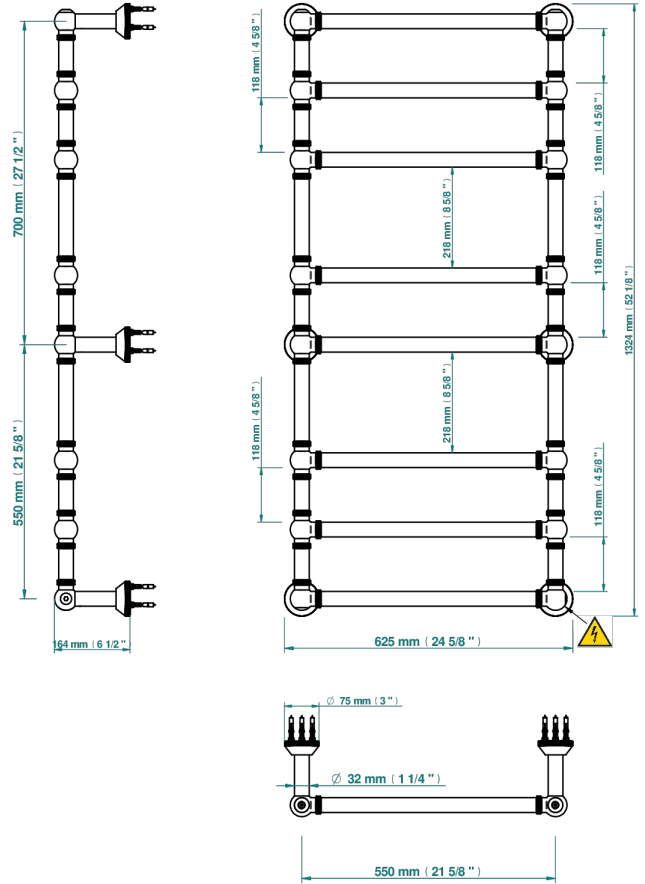 118 mm ( 4 5/8 " )
118 mm ( 4 5/8 " )
700 mm ( 27 1/2 " )
218 mm ( 8 5/8 " )
118 mm ( 4 5/8 " )
1324 mm ( 52 1/8 " )
550 mm ( 21 5/8 " )
118 mm ( 4 5/8 " )
218 mm ( 8 5/8 " )
118 mm ( 4 5/8 " )
164 mm ( 6 1/2 " )
625 mm ( 24 5/8 " )
∅ 75 mm ( 3 " )
∅ 32 mm ( 1 1/4 " )
550 mm ( 21 5/8 " )